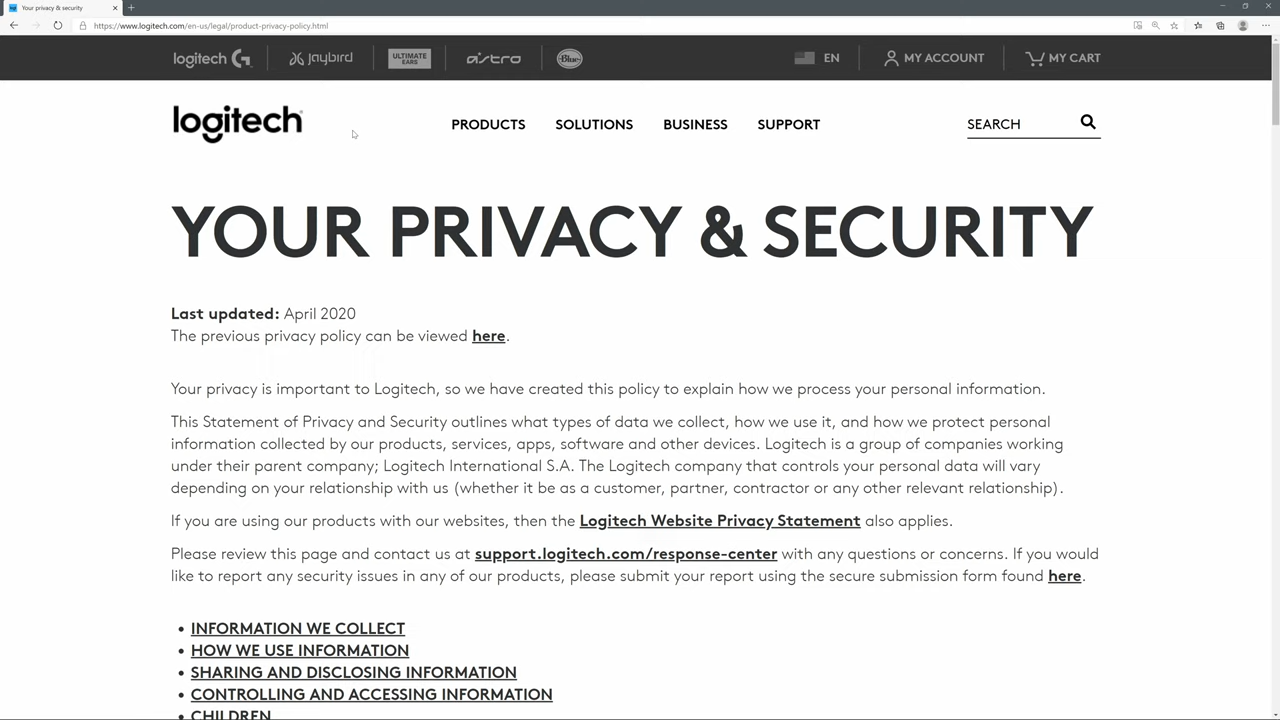 Your privacy & security
https://www.logitech.com/en-us/legal/product-privacy-policy.html
logitech G
jaybird
ULTIMATE EARS
ASTRO
Blue
EN
MY ACCOUNT
MY CART
logitech
PRODUCTS
SOLUTIONS
BUSINESS
SUPPORT
SEARCH
YOUR PRIVACY & SECURITY
Last updated: April 2020
The previous privacy policy can be viewed here.
Your privacy is important to Logitech, so we have created this policy to explain how we process your personal information.
This Statement of Privacy and Security outlines what types of data we collect, how we use it, and how we protect personal
information collected by our products, services, apps, software and other devices. Logitech is a group of companies working
under their parent company; Logitech International S.A. The Logitech company that controls your personal data will vary
depending on your relationship with us (whether it be as a customer, partner, contractor or any other relevant relationship).
If you are using our products with our websites, then the Logitech Website Privacy Statement also applies.
Please review this page and contact us at support.logitech.com/response-center with any questions or concerns. If you would
like to report any security issues in any of our products, please submit your report using the secure submission form found here.
• INFORMATION WE COLLECT
• HOW WE USE INFORMATION
• SHARING AND DISCLOSING INFORMATION
• CONTROLLING AND ACCESSING INFORMATION
• CHILDREN